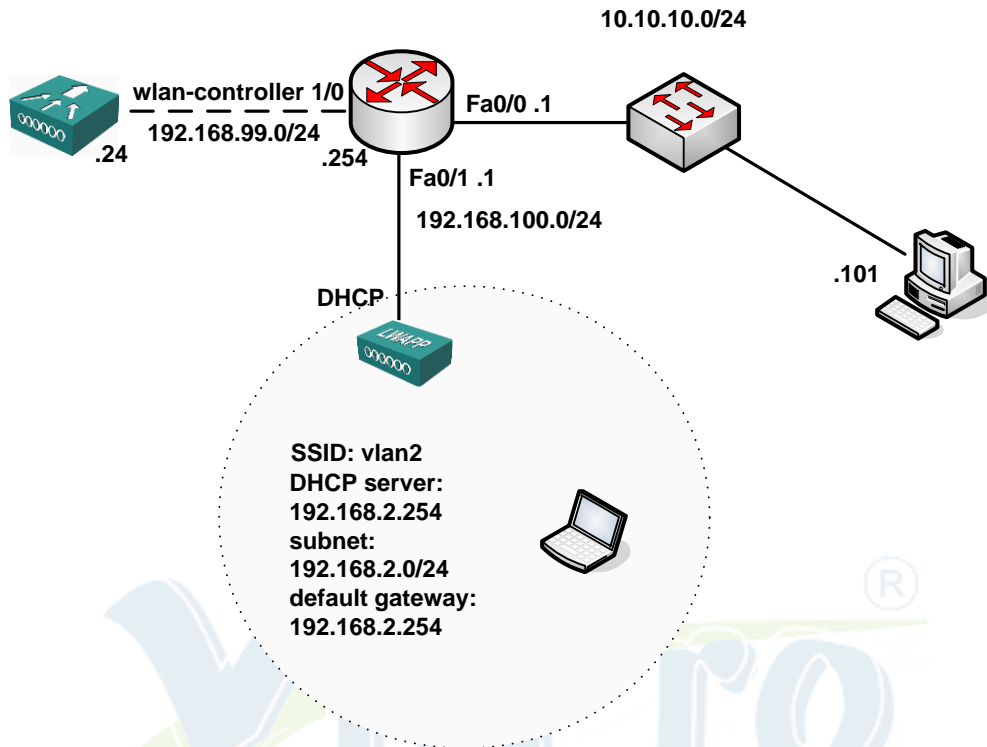 10.10.10.0/24
wlan-controller 1/0
192.168.99.0/24
.24
.254
Fa0/0 .1
Fa0/1 .1
192.168.100.0/24
.101
DHCP
LWAPP
SSID: vlan2
DHCP server:
192.168.2.254
subnet:
192.168.2.0/24
default gateway:
192.168.2.254
®